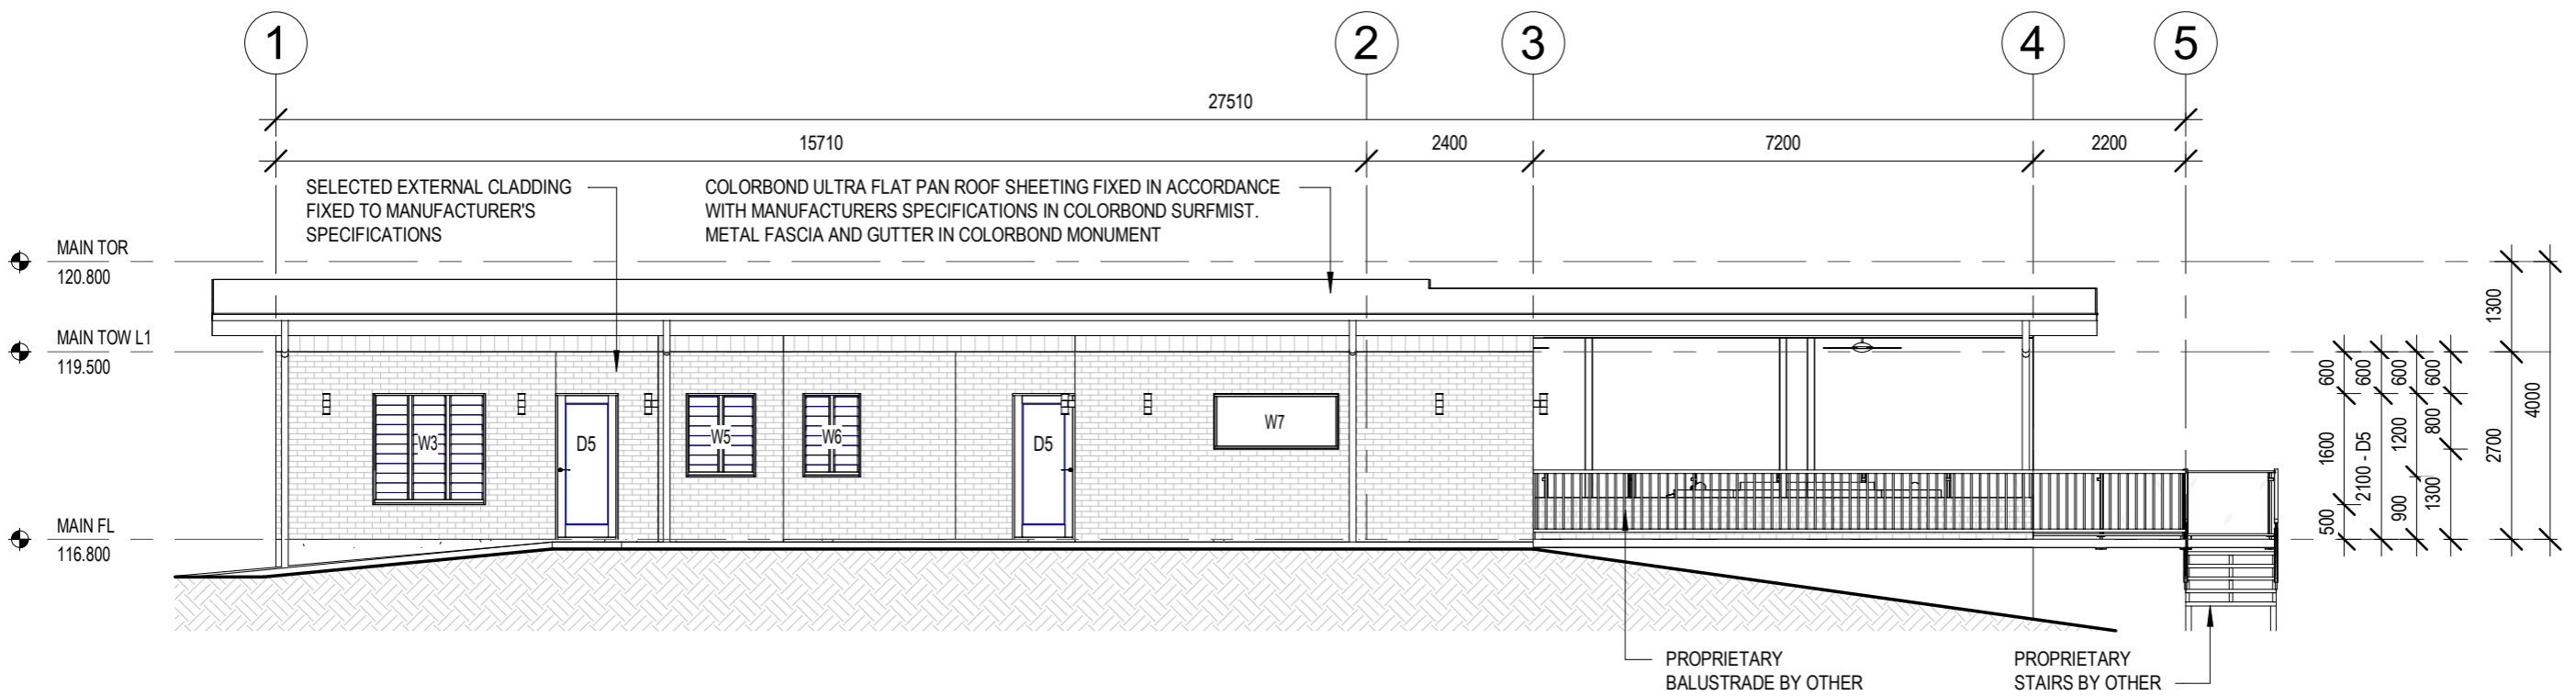 1
2
3
4
5
27510
15710
2400
7200
2200
SELECTED EXTERNAL CLADDING
FIXED TO MANUFACTURER'S
SPECIFICATIONS
COLORBOND ULTRA FLAT PAN ROOF SHEETING FIXED IN ACCORDANCE
WITH MANUFACTURERS SPECIFICATIONS IN COLORBOND SURFMIST.
METAL FASCIA AND GUTTER IN COLORBOND MONUMENT
MAIN TOR
120.800
MAIN TOW L1
119.500
MAIN FL
116.800
W3
D5
W5
W6
D5
W7
600
1600
500
600
2100 - D5
600
1200
900
600
800
1300
1300
2700
4000
PROPRIETARY
BALUSTRADE BY OTHER
PROPRIETARY
STAIRS BY OTHER